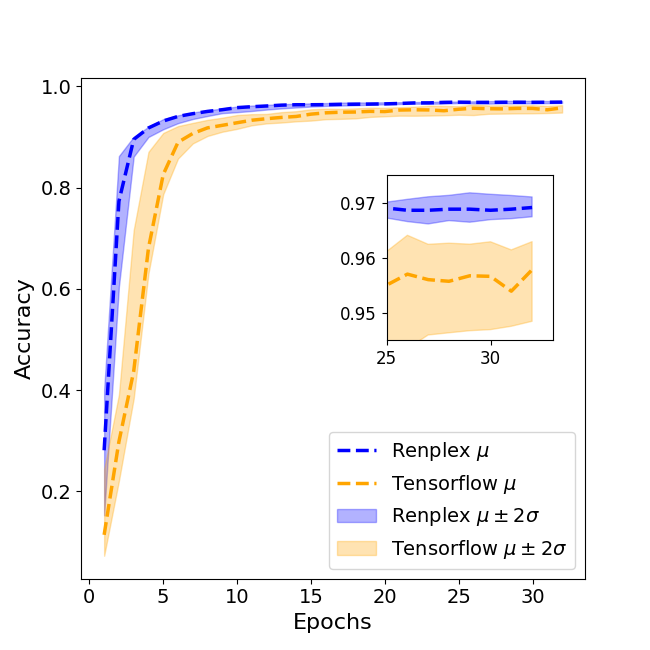 1.0
0.8
0.6
0.4
0.2
Accuracy
0 5 10 15 20 25 30
Epochs
0.97
0.96
0.95
25 30
Renplex μ
Tensorflow μ
Renplex μ ± 2σ
Tensorflow μ ± 2σ